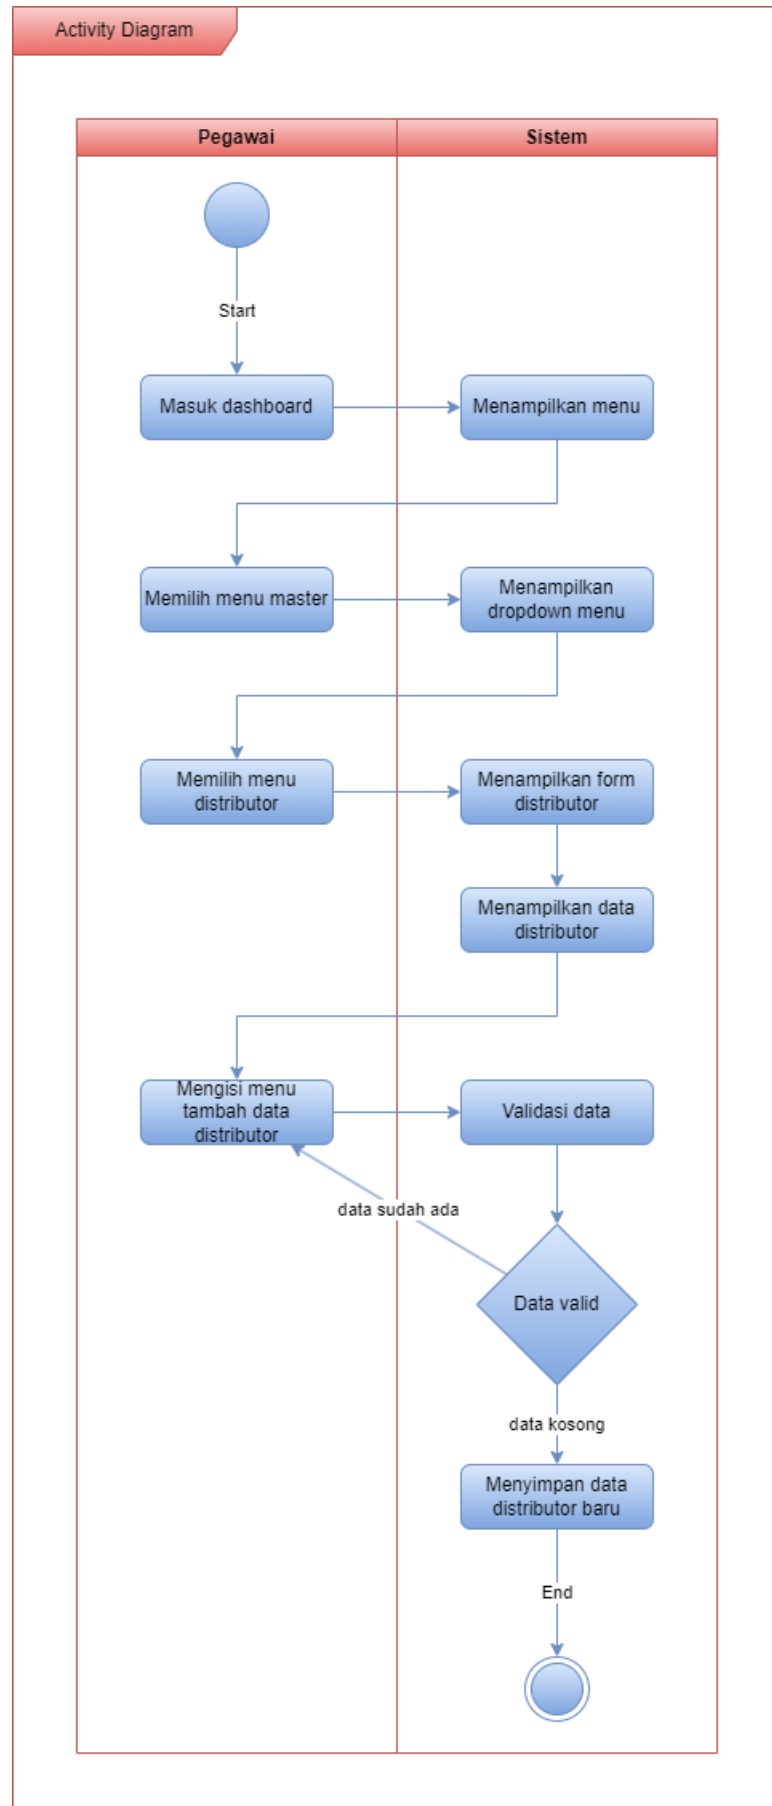 Activity Diagram
Pegawai
Sistem
Start
Masuk dashboard
Menampilkan menu
Memilih menu master
Menampilkan
dropdown menu
Memilih menu
distributor
Menampilkan form
distributor
Menampilkan data
distributor
Mengisi menu
tambah data
distributor
Validasi data
data sudah ada
Data valid
data kosong
Menyimpan data
distributor baru
End